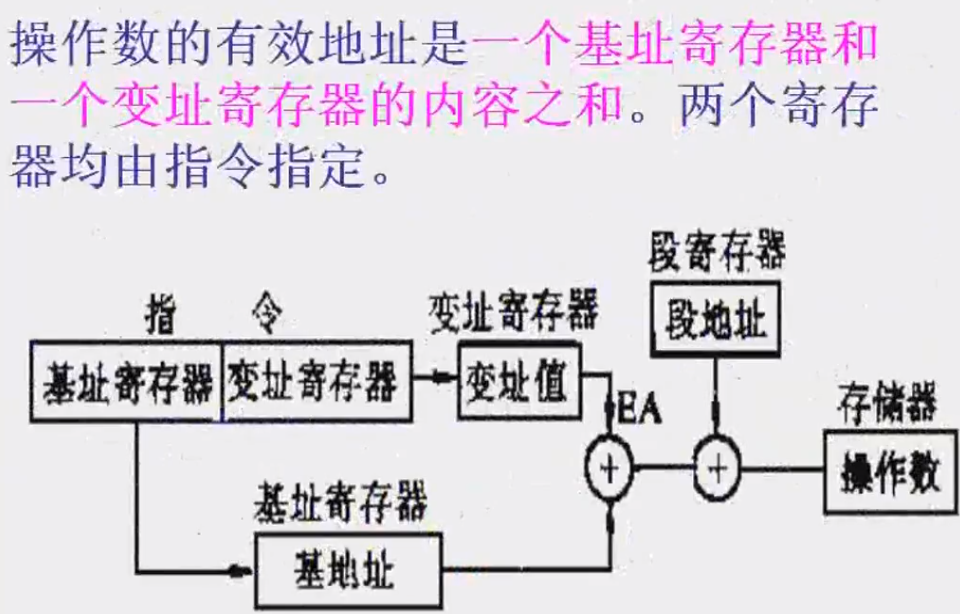 操作数的有效地址是一个基址寄存器和
一个变址寄存器的内容之和。两个寄存
器均由指令指定。
段寄存器
段地址
指 令
变址寄存器
基址寄存器 变址寄存器
变址值
EA
存储器
操作数
基址寄存器
基地址